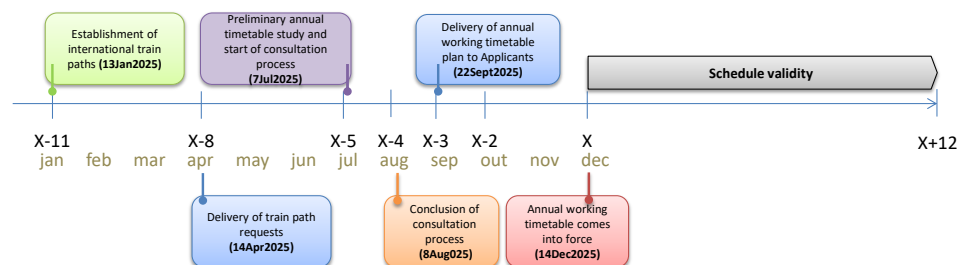 Establishment of
international train
paths (13Jan2025)
Preliminary annual
timetable study and
start of consultation
process
(7Jul2025)
Delivery of annual
working timetable
plan to Applicants
(22Sept2025)
Schedule validity
X-11
X-8
X-5
X-4
X-3
X-2
X
X+12
jan
feb
mar
apr
may
jun
jul
aug
sep
out
nov
dec
Delivery of train path
requests
(14Apr2025)
Conclusion of
consultation
process
(8Aug025)
Annual working
timetable comes
into force
(14Dec2025)